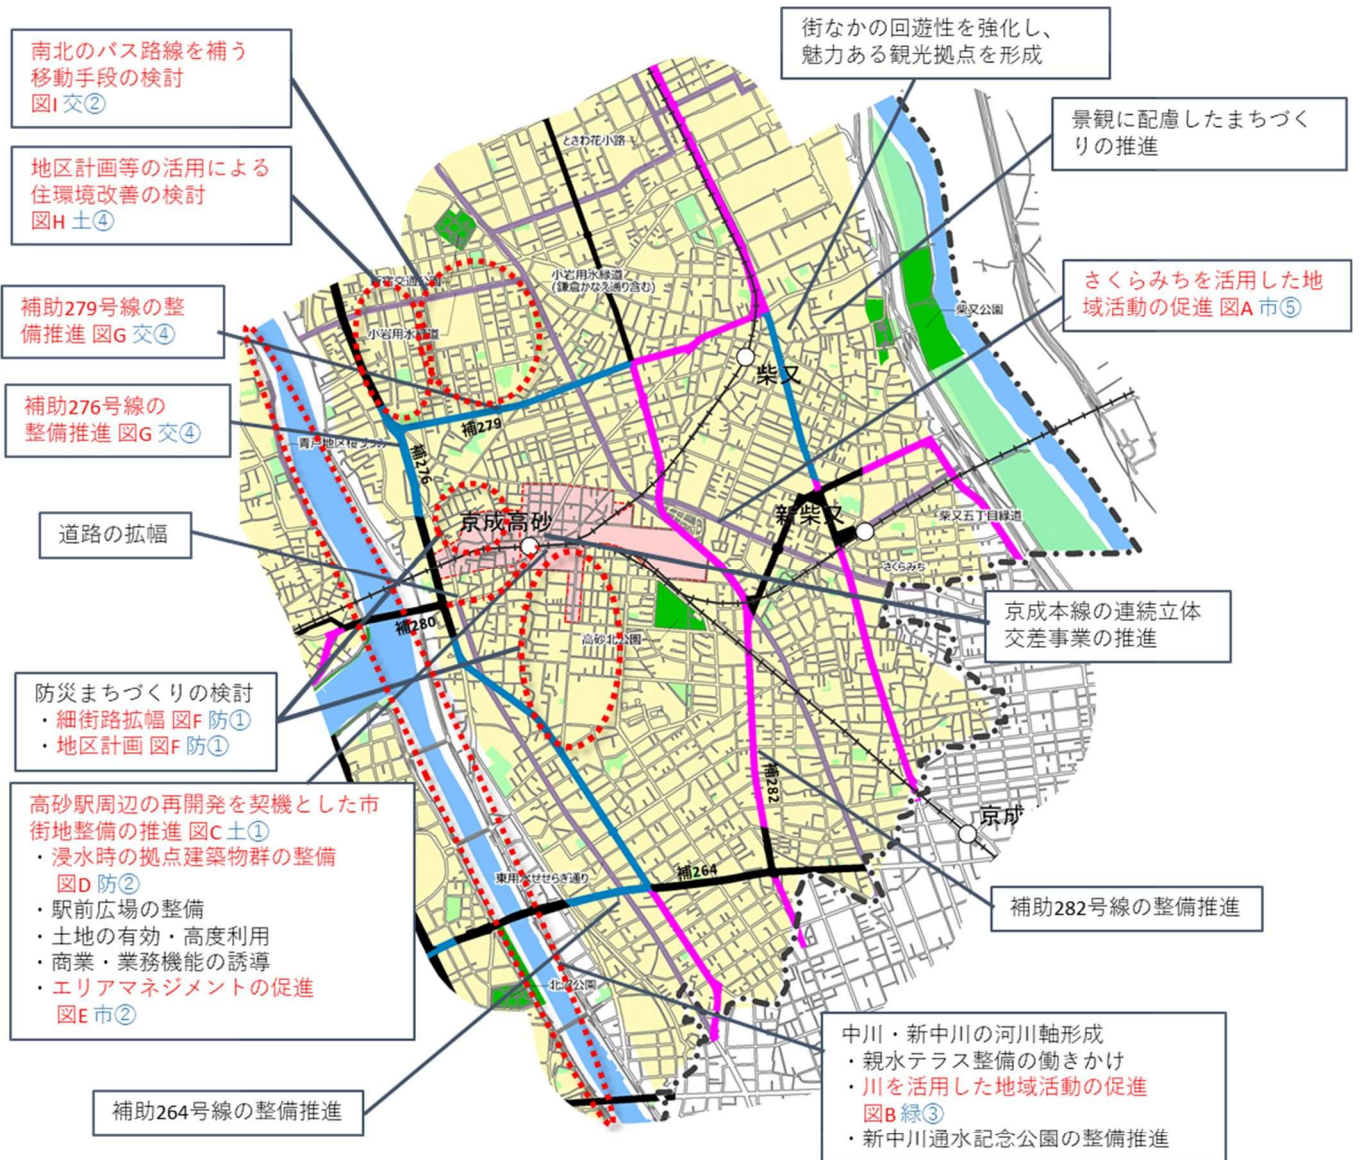 南北のバス路線を補う
移動手段の検討
図I 交②
地区計画等の活用による
住環境改善の検討
図H 土④
補助279号線の整
備推進 図G 交④
補助276号線の
整備推進 図G 交④
道路の拡幅
防災まちづくりの検討
・細街路拡幅 図F 防①
・地区計画 図F 防①
高砂駅周辺の再開発を契機とした市
街地整備の推進 図C 土①
・浸水時の拠点建築物群の整備
図D 防②
・駅前広場の整備
・土地の有効・高度利用
・商業・業務機能の誘導
・エリアマネジメントの促進
図E 市②
補助264号線の整備推進
街なかの回遊性を強化し、
魅力ある観光拠点を形成
景観に配慮したまちづく
りの推進
さくらみちを活用した地
域活動の促進 図A 市⑤
京成本線の連続立体
交差事業の推進
補助282号線の整備推進
中川・新中川の河川軸形成
・親水テラス整備の働きかけ
・川を活用した地域活動の促進
図B 緑③
・新中川通水記念公園の整備推進
とさわ花小路
小岩用水緑道
(鎌倉かなえ通り含む)
小岩用水緑道
柴又公園
柴又
補279
補276
青戸地区桜づつみ
京成高砂
新柴又
柴又五丁目緑道
さくらみち
補280
高砂北公園
補282
京成
補264
東用水せせらぎ通り